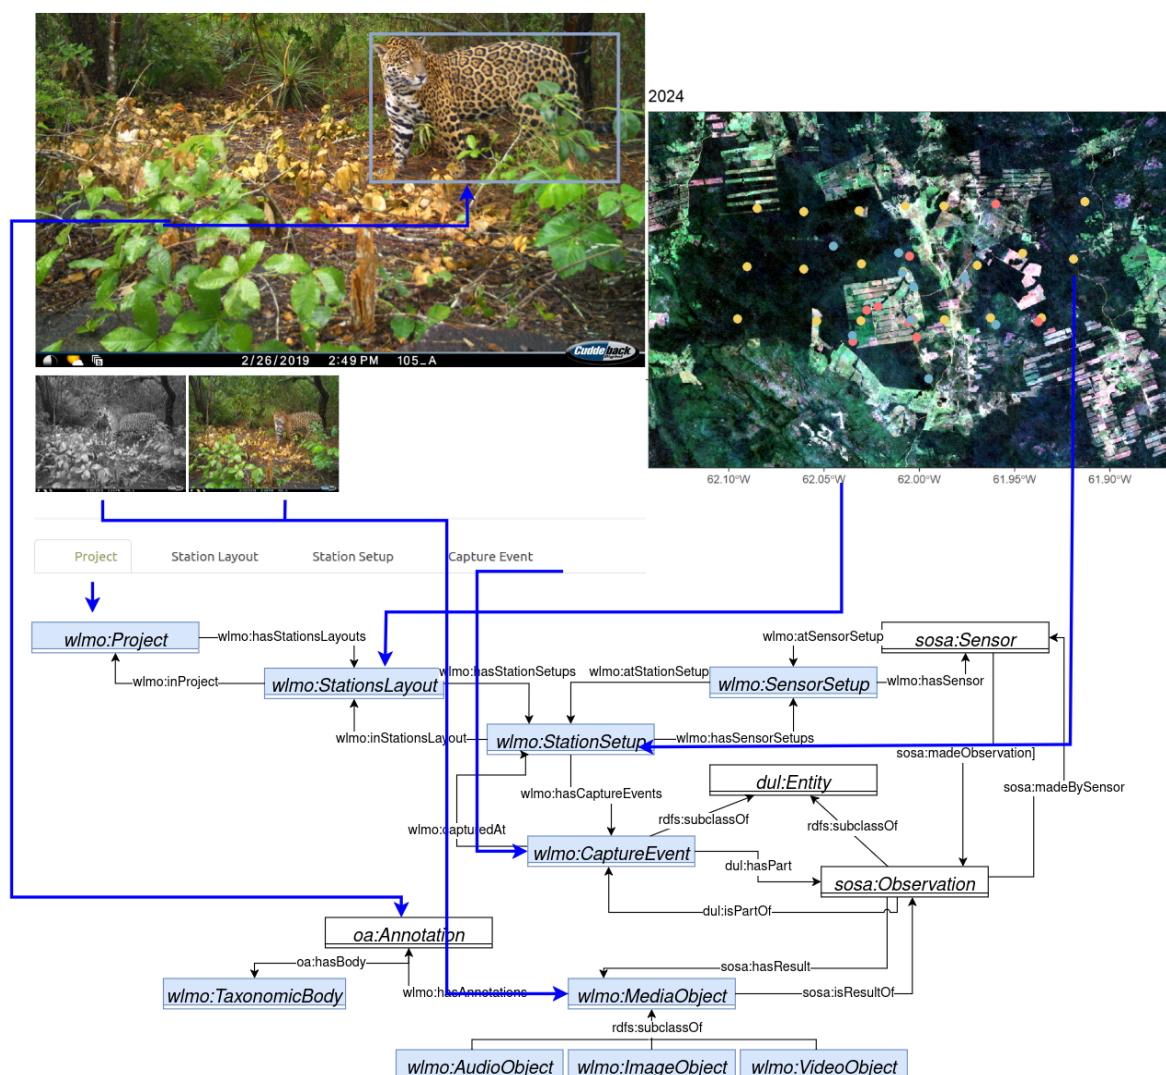 2024
2/26/2019 2:49 PM 105_A
Cuddeback
62.10°W 62.05°W 62.00°W 61.95°W 61.90°W
Project Station Layout Station Setup Capture Event
wlmo:Project
wlmo:hasStationsLayouts
wlmo:inProject
wlmo:StationsLayout
wlmo:hasStationSetups
wlmo:inStationsLayout
wlmo:atStationSetup
wlmo:atSensorSetup
wlmo:SensorSetup
wlmo:hasSensor
sosa:Sensor
wlmo:StationSetup
wlmo:hasSensorSetups
sosa:madeObservation]
sosa:madeBySensor
dul:Entity
wlmo:hasCaptureEvents
rdfs:subclassOf
rdfs:subclassOf
wlmo:capturedAt
wlmo:CaptureEvent
dul:hasPart
sosa:Observation
dul:isPartOf
oa:Annotation
oa:hasBody
wlmo:TaxonomicBody
wlmo:hasAnnotations
sosa:hasResult
wlmo:MediaObject
sosa:isResultOf
rdfs:subclassOf
wlmo:AudioObject
wlmo:ImageObject
wlmo:VideoObject